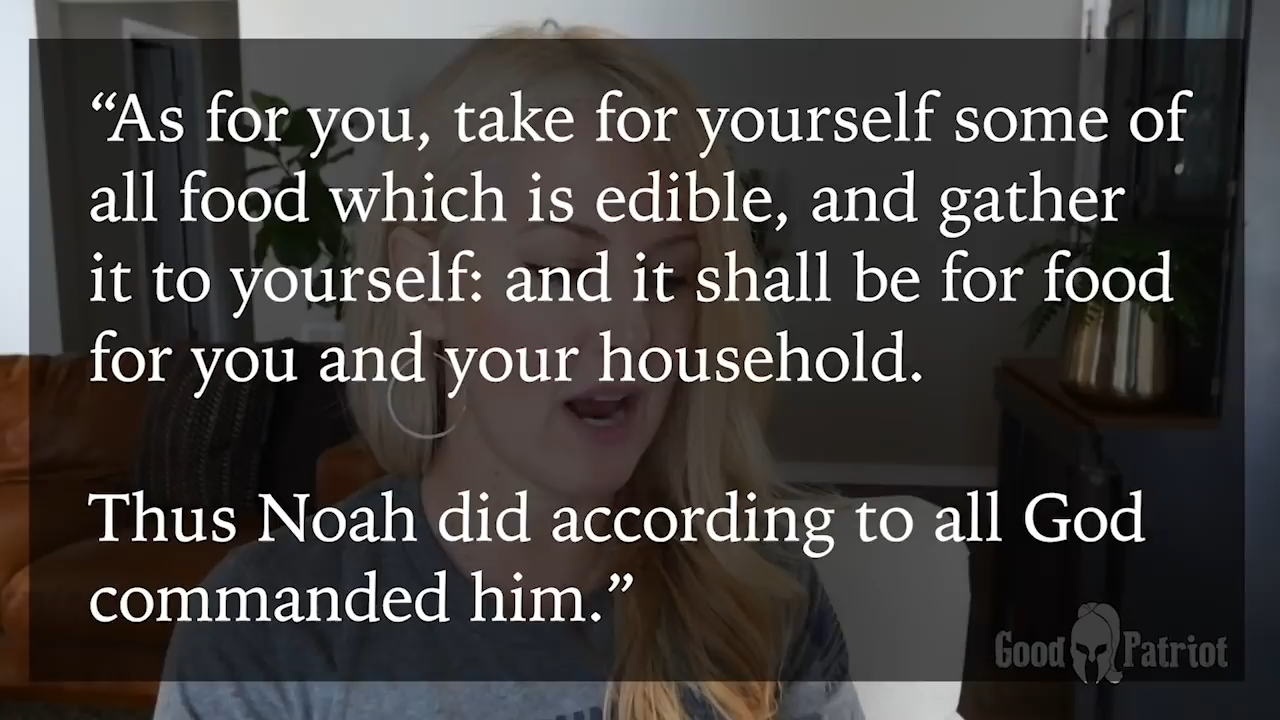 “As for you, take for yourself some of
all food which is edible, and gather
it to yourself: and it shall be for food
for you and your household.
Thus Noah did according to all God
commanded him.”
Good Patriot